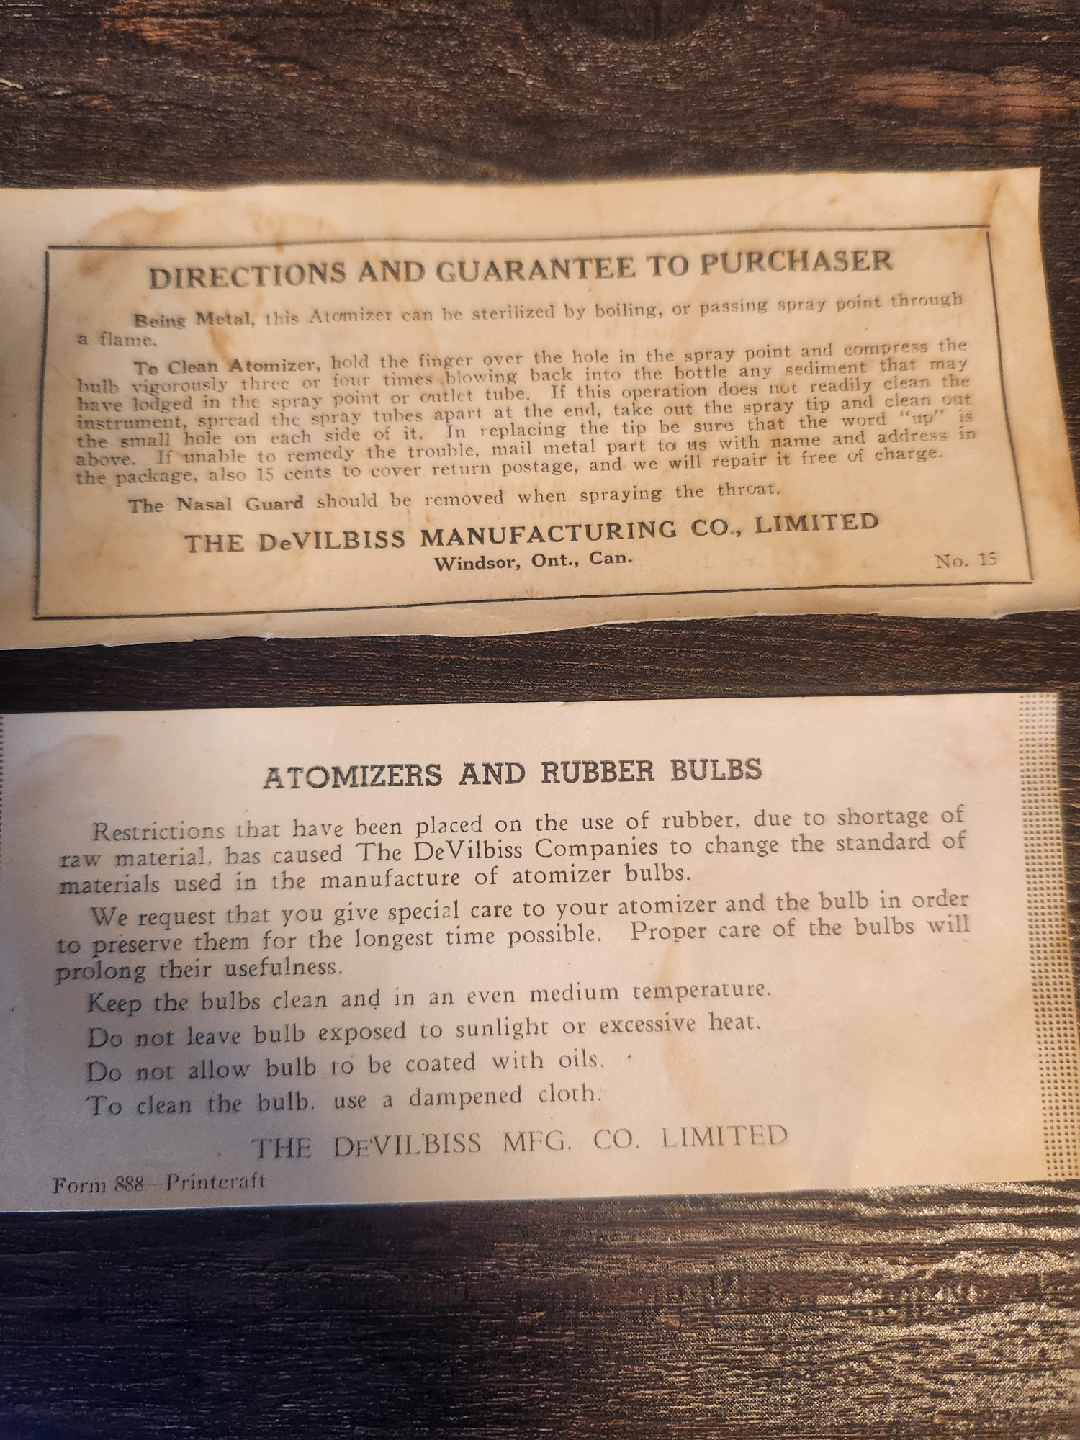 DIRECTIONS AND GUARANTEE TO PURCHASER
Being Metal, this Atomizer can be sterilized by boiling, or passing spray point through
a flame.
To Clean Atomizer, hold the finger over the hole in the spray point and compress the
bulb vigorously three or four times blowing back into the bottle any sediment that may
have lodged in the spray point or outlet tube. If this operation does not readily clean the
instrument, spread the spray tubes apart at the end, take out the spray tip and clean out
the small hole on each side of it. In replacing the tip be sure that the word "up" is
above. If unable to remedy the trouble, mail metal part to us with name and address in
the package, also 15 cents to cover return postage, and we will repair it free of charge.
The Nasal Guard should be removed when spraying the throat.
THE DeVILBISS MANUFACTURING CO., LIMITED
Windsor, Ont., Can.
No. 15
ATOMIZERS AND RUBBER BULBS
Restrictions that have been placed on the use of rubber, due to shortage of
raw material, has caused The DeVilbiss Companies to change the standard of
materials used in the manufacture of atomizer bulbs.
We request that you give special care to your atomizer and the bulb in order
to preserve them for the longest time possible. Proper care of the bulbs will
prolong their usefulness.
Keep the bulbs clean and in an even medium temperature.
Do not leave bulb exposed to sunlight or excessive heat.
Do not allow bulb to be coated with oils.
To clean the bulb, use a dampened cloth.
THE DeVILBISS MFG. CO. LIMITED
Form 888—Printcraft